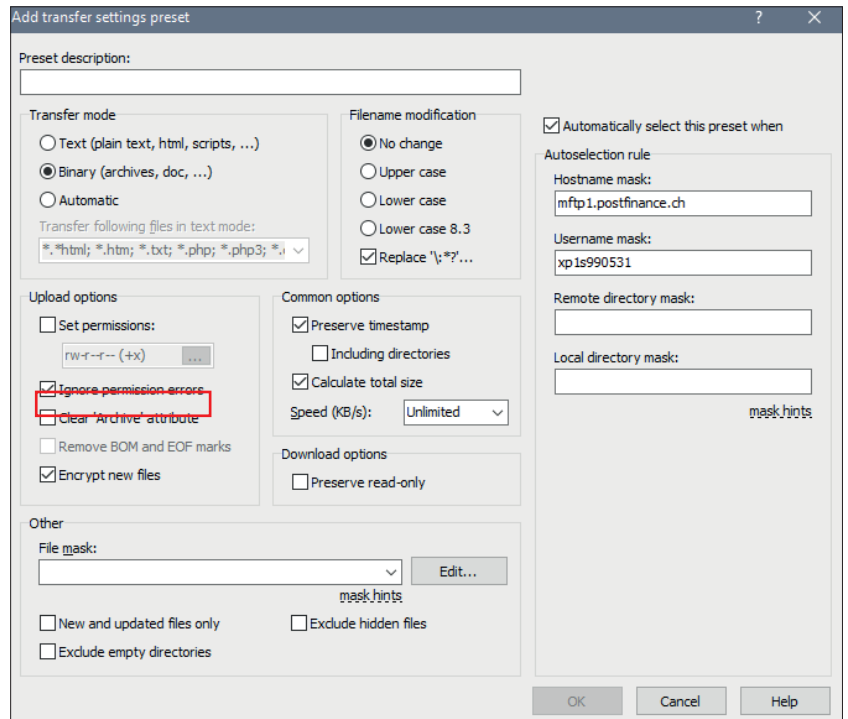 Add transfer settings preset
Preset description:
Transfer mode
Text (plain text, html, scripts, ...)
Binary (archives, doc, ...)
Automatic
Transfer following files in text mode:
*.*html; *.htm; *.txt; *.php; *.php3; *.
Filename modification
No change
Upper case
Lower case
Lower case 8.3
Replace '\:*?'...
Automatically select this preset when
Autoselection rule
Hostname mask:
mftp1.postfinance.ch
Username mask:
xp1s990531
Remote directory mask:
Local directory mask:
mask hints
Upload options
Set permissions:
rw-r--r-- (+x)
...
Ignore permission errors
Clear 'Archive' attribute
Remove BOM and EOF marks
Encrypt new files
Common options
Preserve timestamp
Including directories
Calculate total size
Speed (KB/s):
Unlimited
Download options
Preserve read-only
Other
File mask:
Edit...
mask hints
New and updated files only
Exclude hidden files
Exclude empty directories
OK
Cancel
Help